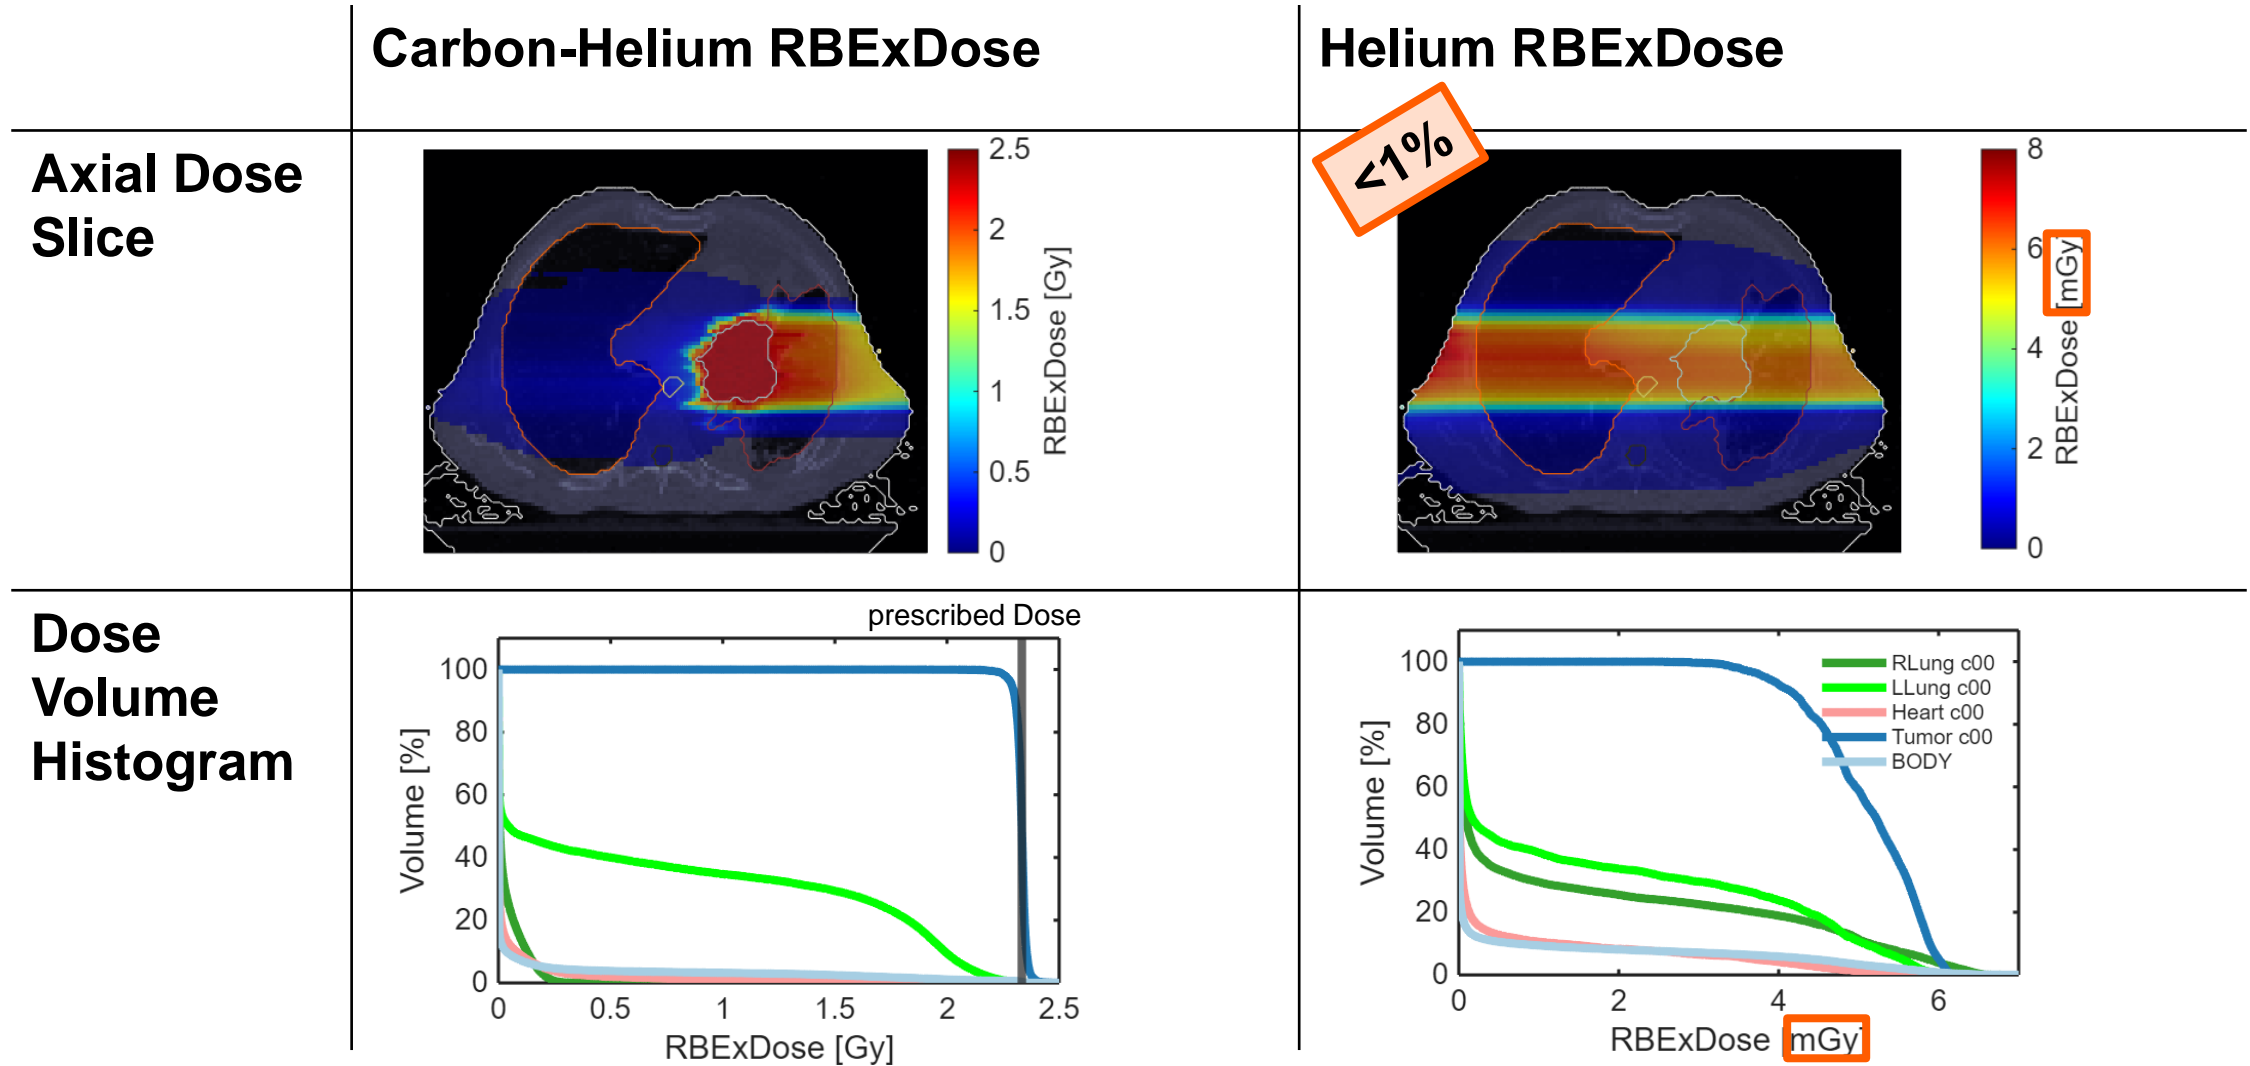 Carbon-Helium RBExDose
Helium RBExDose
<1%
Axial Dose
Slice
2.5
2
1.5
1
0.5
0
RBExDose [Gy]
8
6
4
2
0
RBExDose [mGy]
Dose
Volume
Histogram
prescribed Dose
100
80
60
40
20
0
Volume [%]
0 0.5 1 1.5 2 2.5
RBExDose [Gy]
100
80
60
40
20
0
Volume [%]
RLung c00
LLung c00
Heart c00
Tumor c00
BODY
0 2 4 6
RBExDose [mGy]